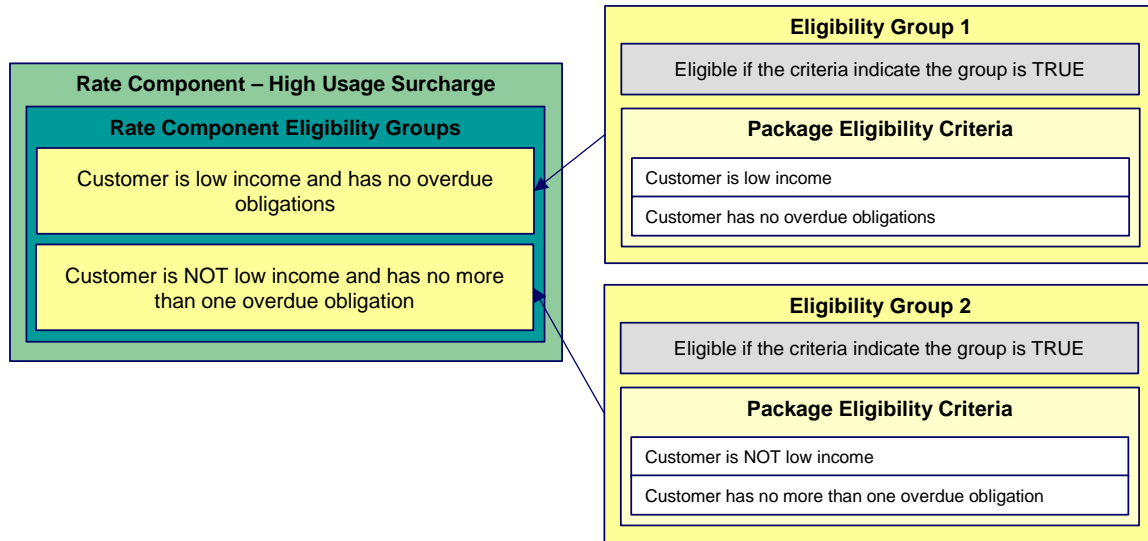 Rate Component – High Usage Surcharge
Rate Component Eligibility Groups
Customer is low income and has no overdue
obligations
Customer is NOT low income and has no more
than one overdue obligation
Eligibility Group 1
Eligible if the criteria indicate the group is TRUE
Package Eligibility Criteria
Customer is low income
Customer has no overdue obligations
Eligibility Group 2
Eligible if the criteria indicate the group is TRUE
Package Eligibility Criteria
Customer is NOT low income
Customer has no more than one overdue obligation